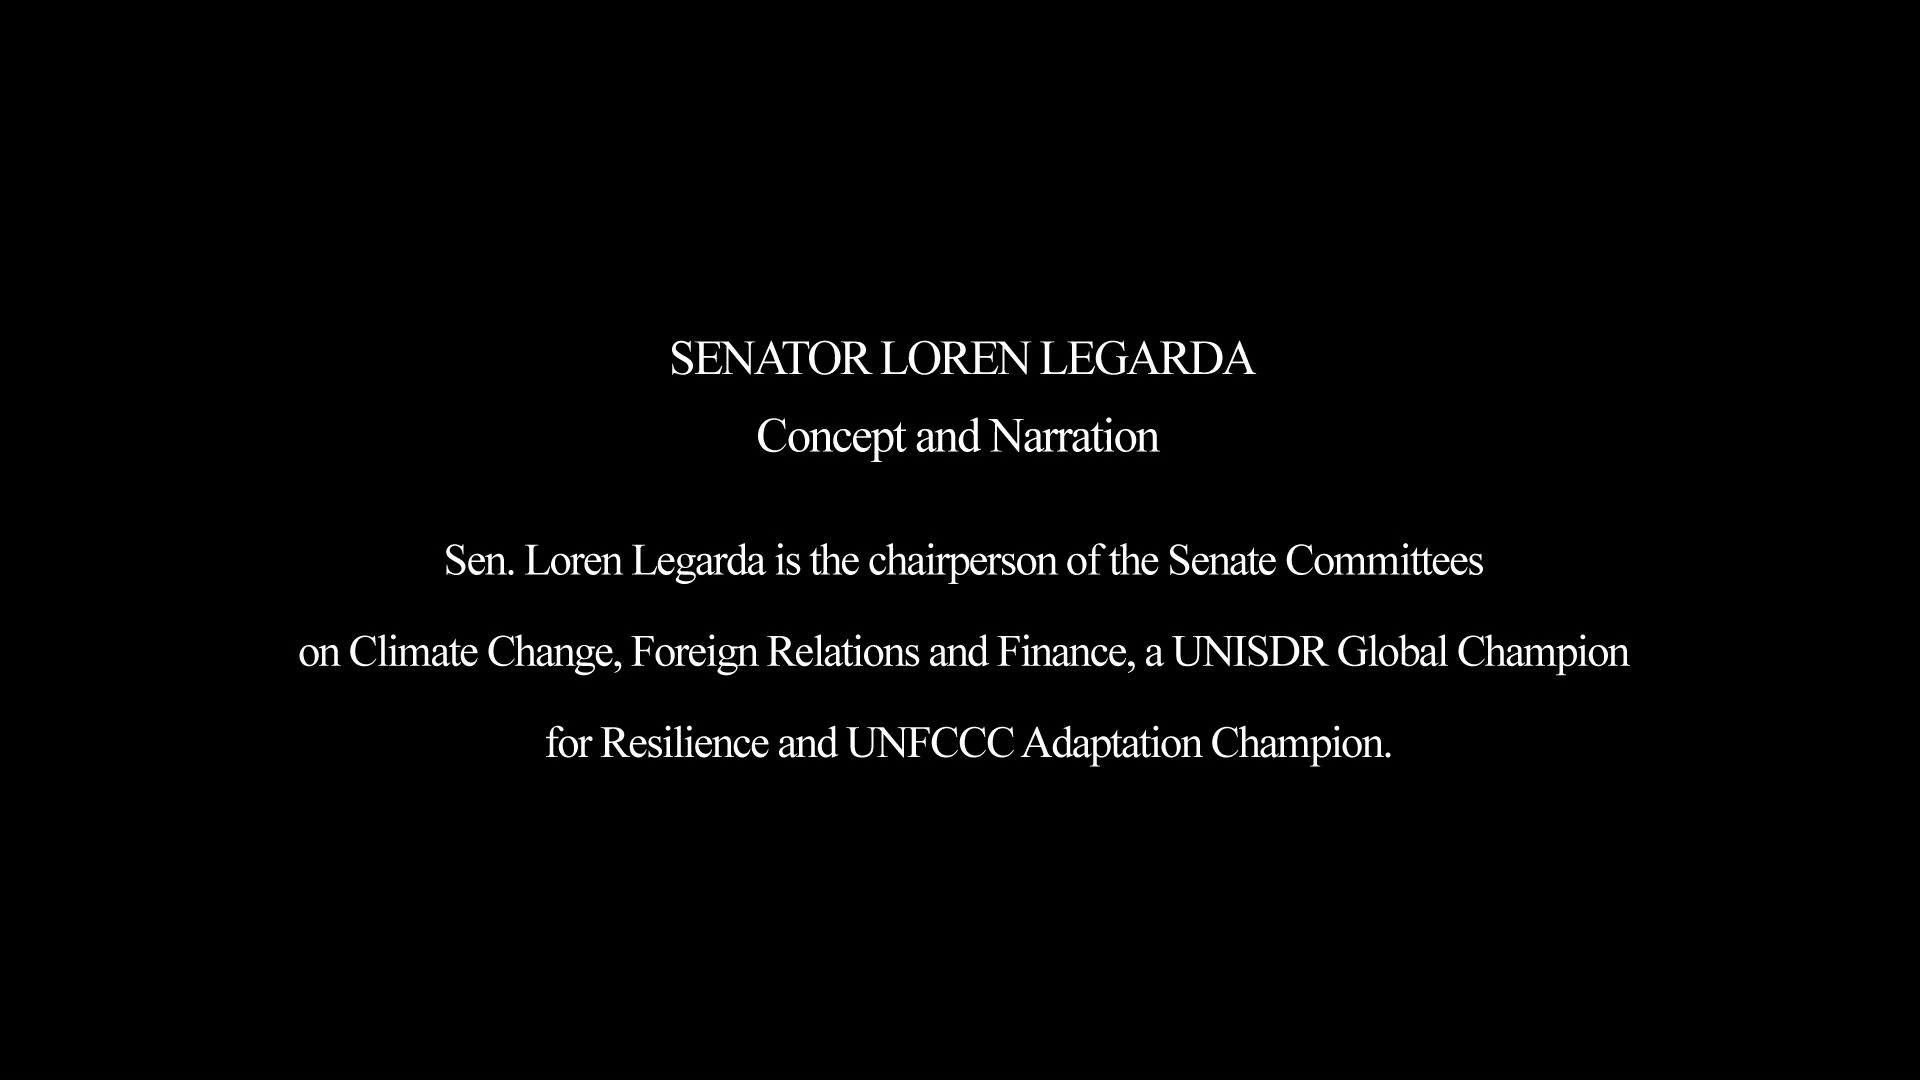 SENATOR LOREN LEGARDA
Concept and Narration
Sen. Loren Legarda is the chairperson of the Senate Committees
on Climate Change, Foreign Relations and Finance, a UNISDR Global Champion
for Resilience and UNFCCC Adaptation Champion.